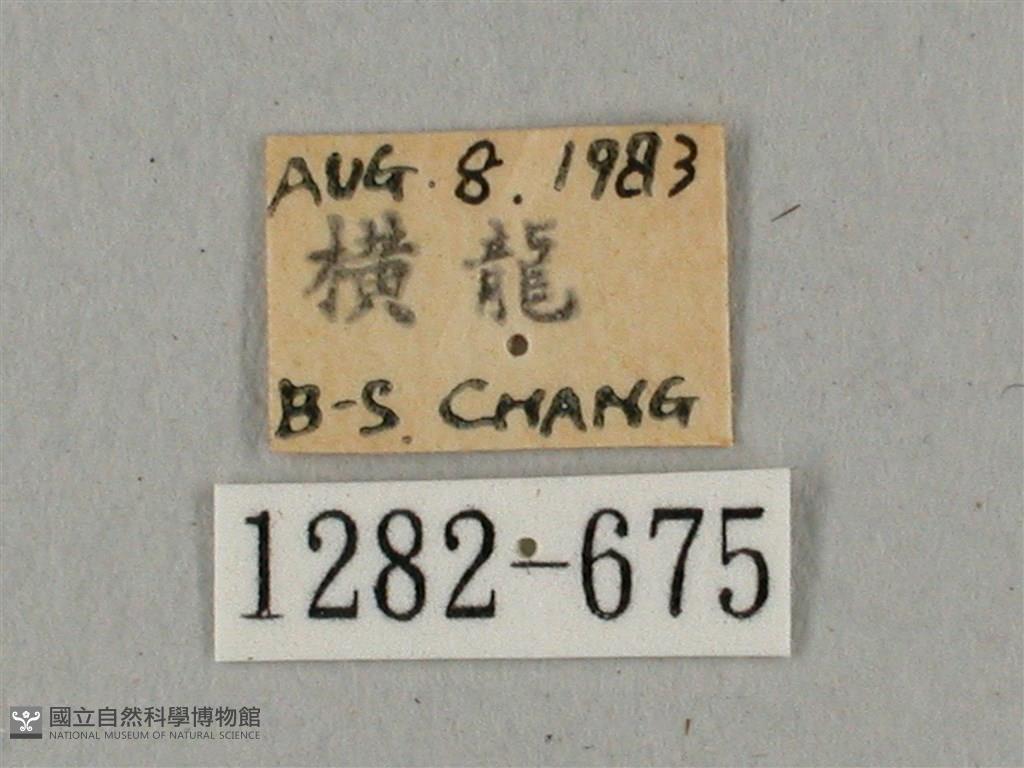 AUG. 8. 1983
橫龍
B-S. CHANG
1282-675
國立自然科學博物館
NATIONAL MUSEUM OF NATURAL SCIENCE